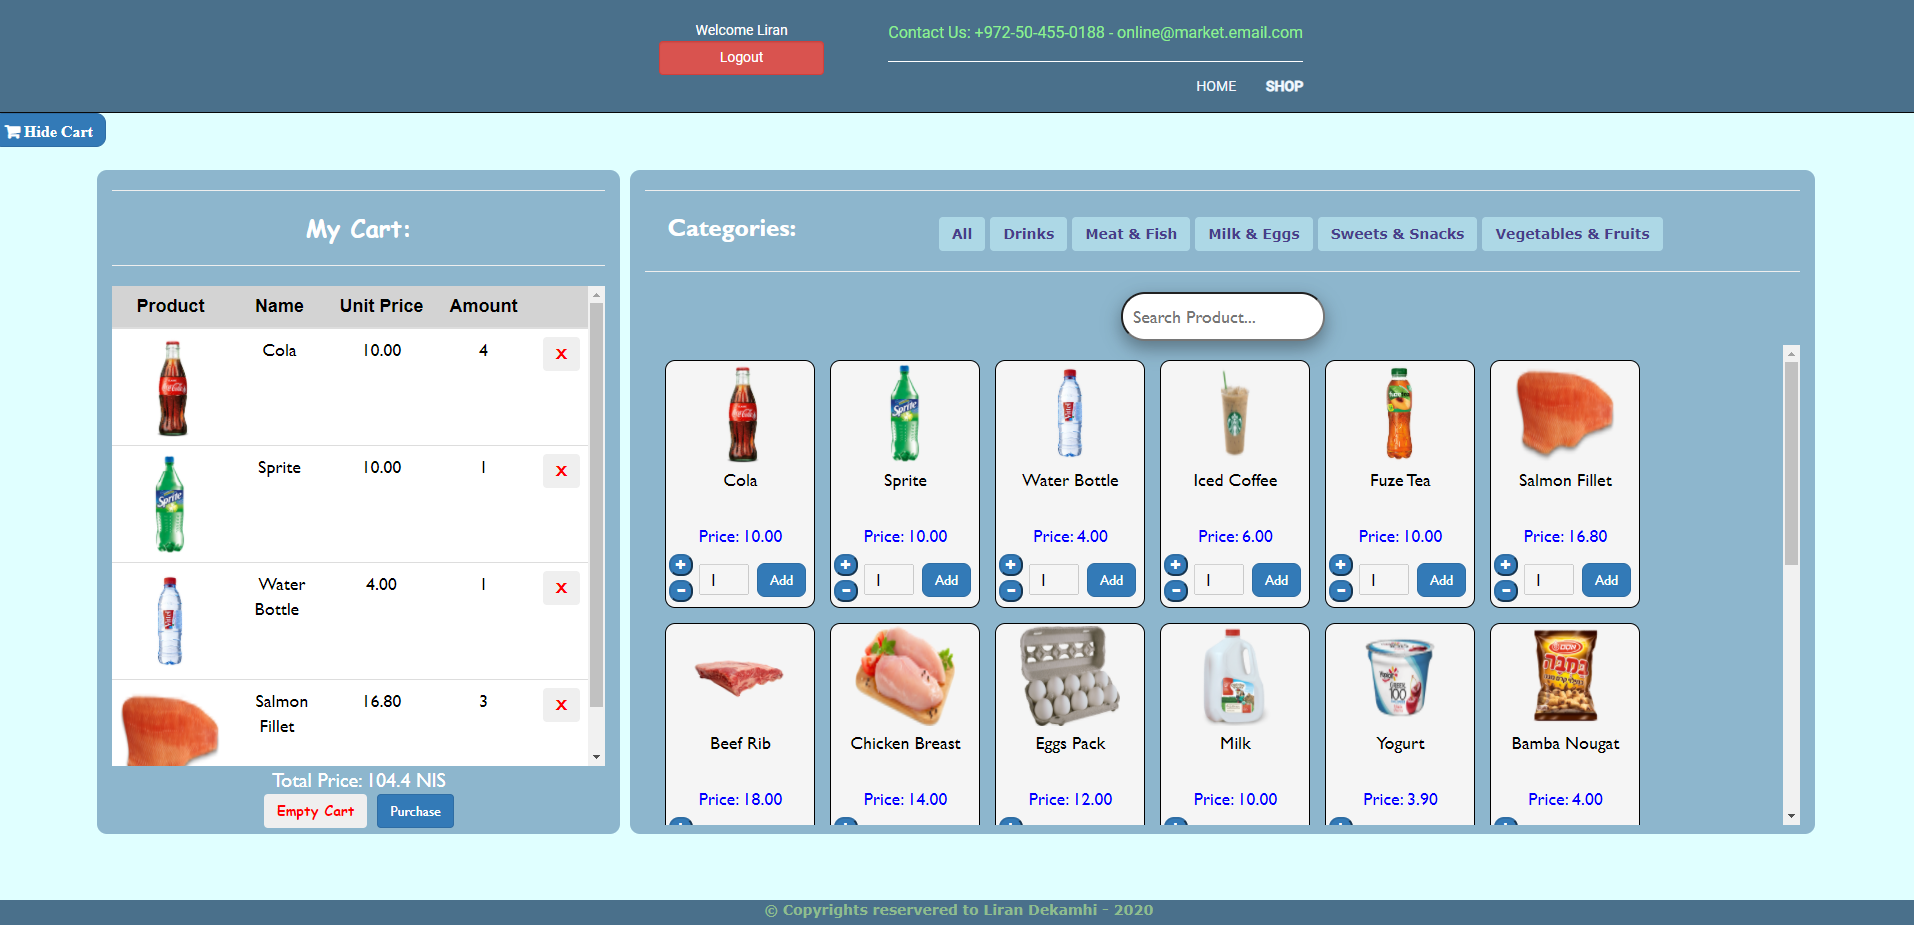 Welcome Liran
Logout
Contact Us: +972-50-455-0188 - online@market.email.com
HOME SHOP
Hide Cart
My Cart:
Product Name Unit Price Amount
Cola 10.00 4 X
Sprite 10.00 1 X
Water Bottle 4.00 1 X
Salmon Fillet 16.80 3 X
Total Price: 104.4 NIS
Empty Cart Purchase
Categories:
All Drinks Meat & Fish Milk & Eggs Sweets & Snacks Vegetables & Fruits
Search Product...
Cola Sprite Water Bottle Iced Coffee Fuze Tea Salmon Fillet
Price: 10.00 Price: 10.00 Price: 4.00 Price: 6.00 Price: 10.00 Price: 16.80
+ + + + + +
1 Add 1 Add 1 Add 1 Add 1 Add 1 Add
- - - - - -
Beef Rib Chicken Breast Eggs Pack Milk Yogurt Bamba Nougat
Price: 18.00 Price: 14.00 Price: 12.00 Price: 10.00 Price: 3.90 Price: 4.00
© Copyrights reservered to Liran Dekamhi - 2020